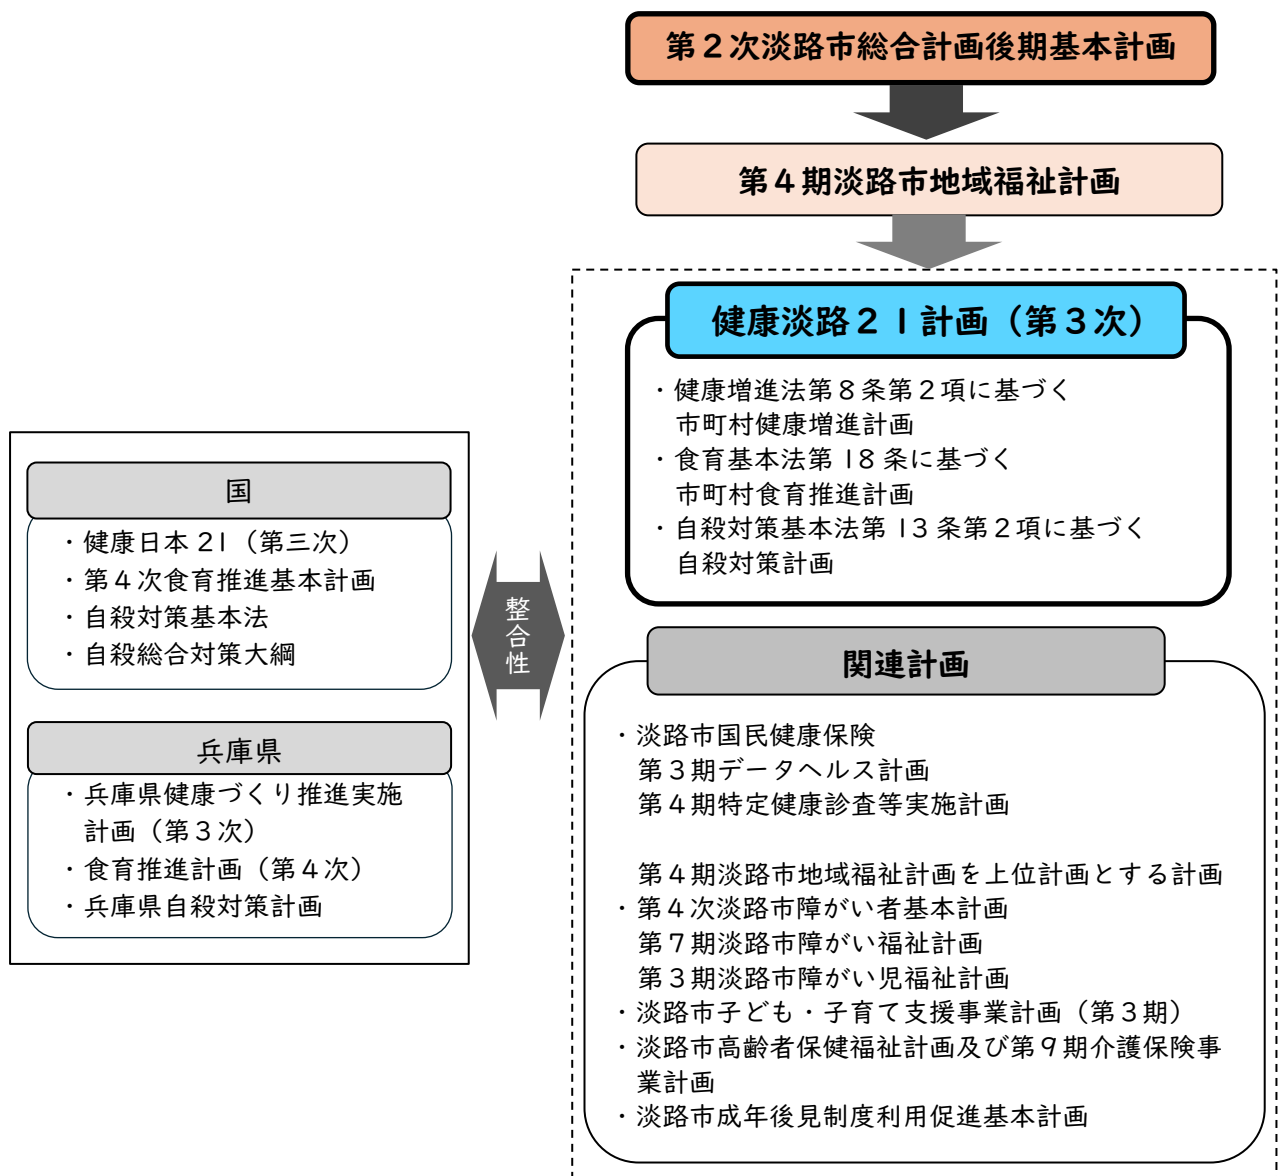 第２次淡路市総合計画後期基本計画
第４期淡路市地域福祉計画
健康淡路２１計画（第３次）
・健康増進法第８条第２項に基づく
市町村健康増進計画
・食育基本法第 18 条に基づく
市町村食育推進計画
・自殺対策基本法第 13 条第２項に基づく
自殺対策計画
国
・健康日本 21（第三次）
・第４次食育推進基本計画
・自殺対策基本法
・自殺総合対策大綱
兵庫県
・兵庫県健康づくり推進実施
計画（第３次）
・食育推進計画（第４次）
・兵庫県自殺対策計画
整合性
関連計画
・淡路市国民健康保険
第３期データヘルス計画
第４期特定健康診査等実施計画
第４期淡路市地域福祉計画を上位計画とする計画
・第４次淡路市障がい者基本計画
第７期淡路市障がい福祉計画
第３期淡路市障がい児福祉計画
・淡路市子ども・子育て支援事業計画（第３期）
・淡路市高齢者保健福祉計画及び第９期介護保険事
業計画
・淡路市成年後見制度利用促進基本計画